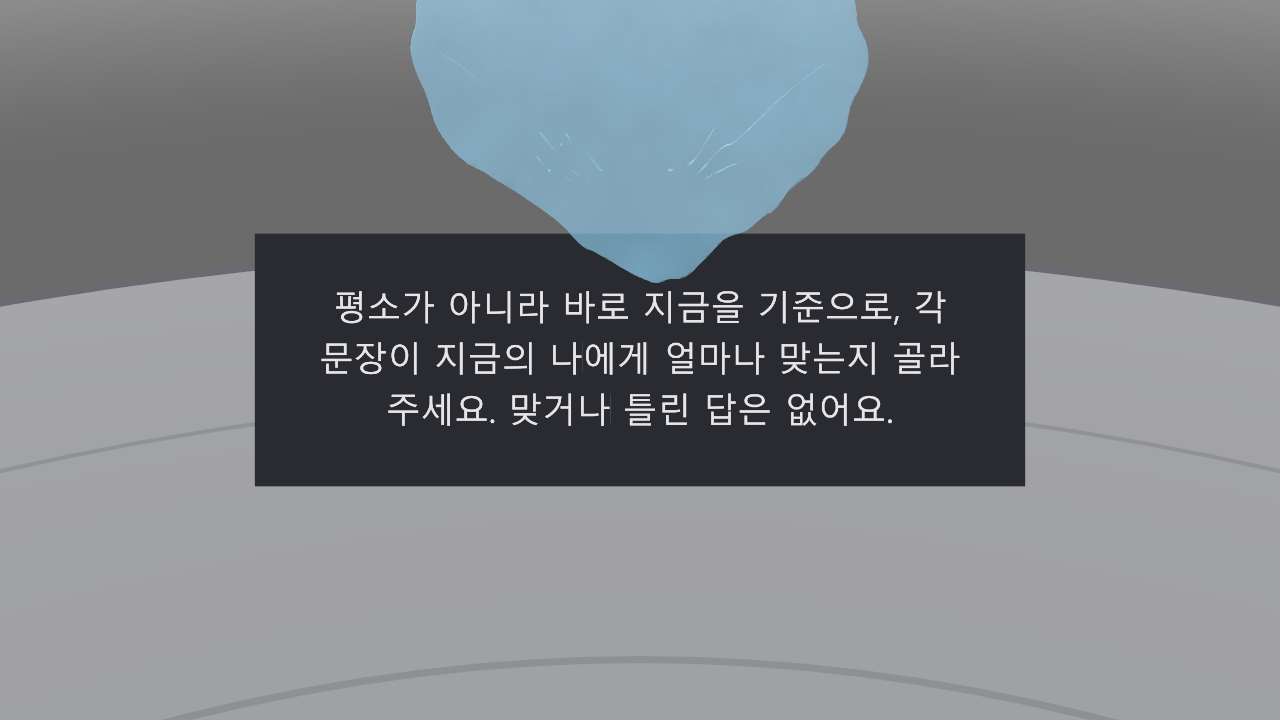 평소가 아니라 바로 지금을 기준으로, 각
문장이 지금의 나에게 얼마나 맞는지 골라
주세요. 맞거나 틀린 답은 없어요.